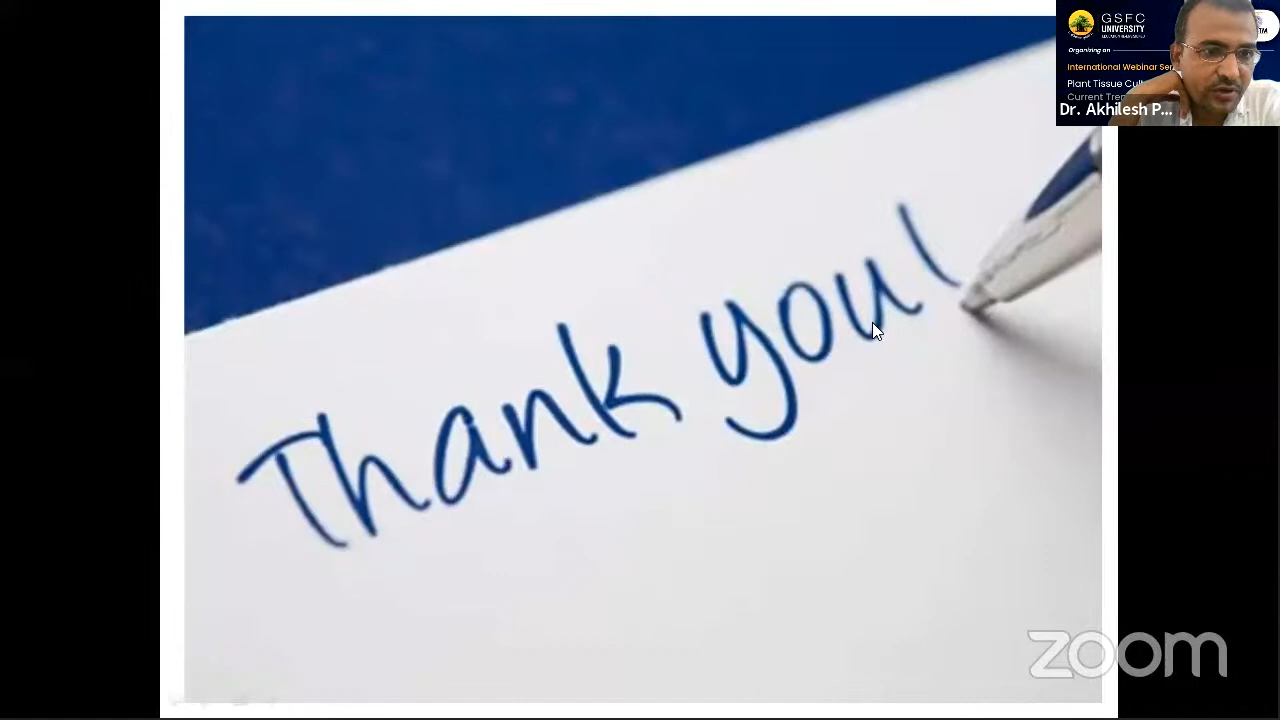 GSFC
UNIVERSITY
Organizing an
International Webinar Ser
Plant Tissue Cul
Current Tren
Dr. Akhilesh P...
Thank you!
zoom